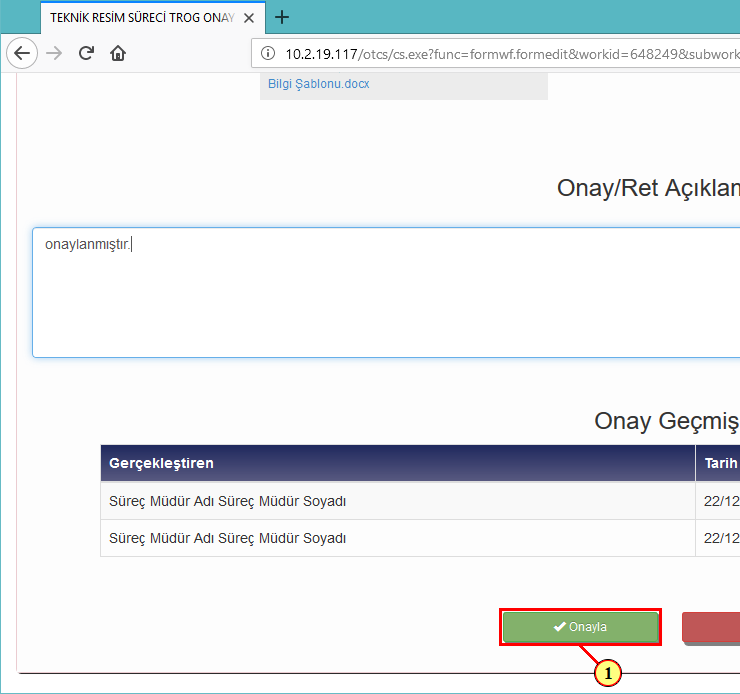 TEKNİK RESİM SÜRECİ TROG ONAY
10.2.19.117/otcs/cs.exe?func=formwf.formedit&workid=648249&subwork
Bilgi Şablonu.docx
Onay/Ret Açıklan
onaylanmıştır.
Onay Geçmiş
Gerçekleştiren Tarih
Süreç Müdür Adı Süreç Müdür Soyadı 22/12
Süreç Müdür Adı Süreç Müdür Soyadı 22/12
Onayla
1